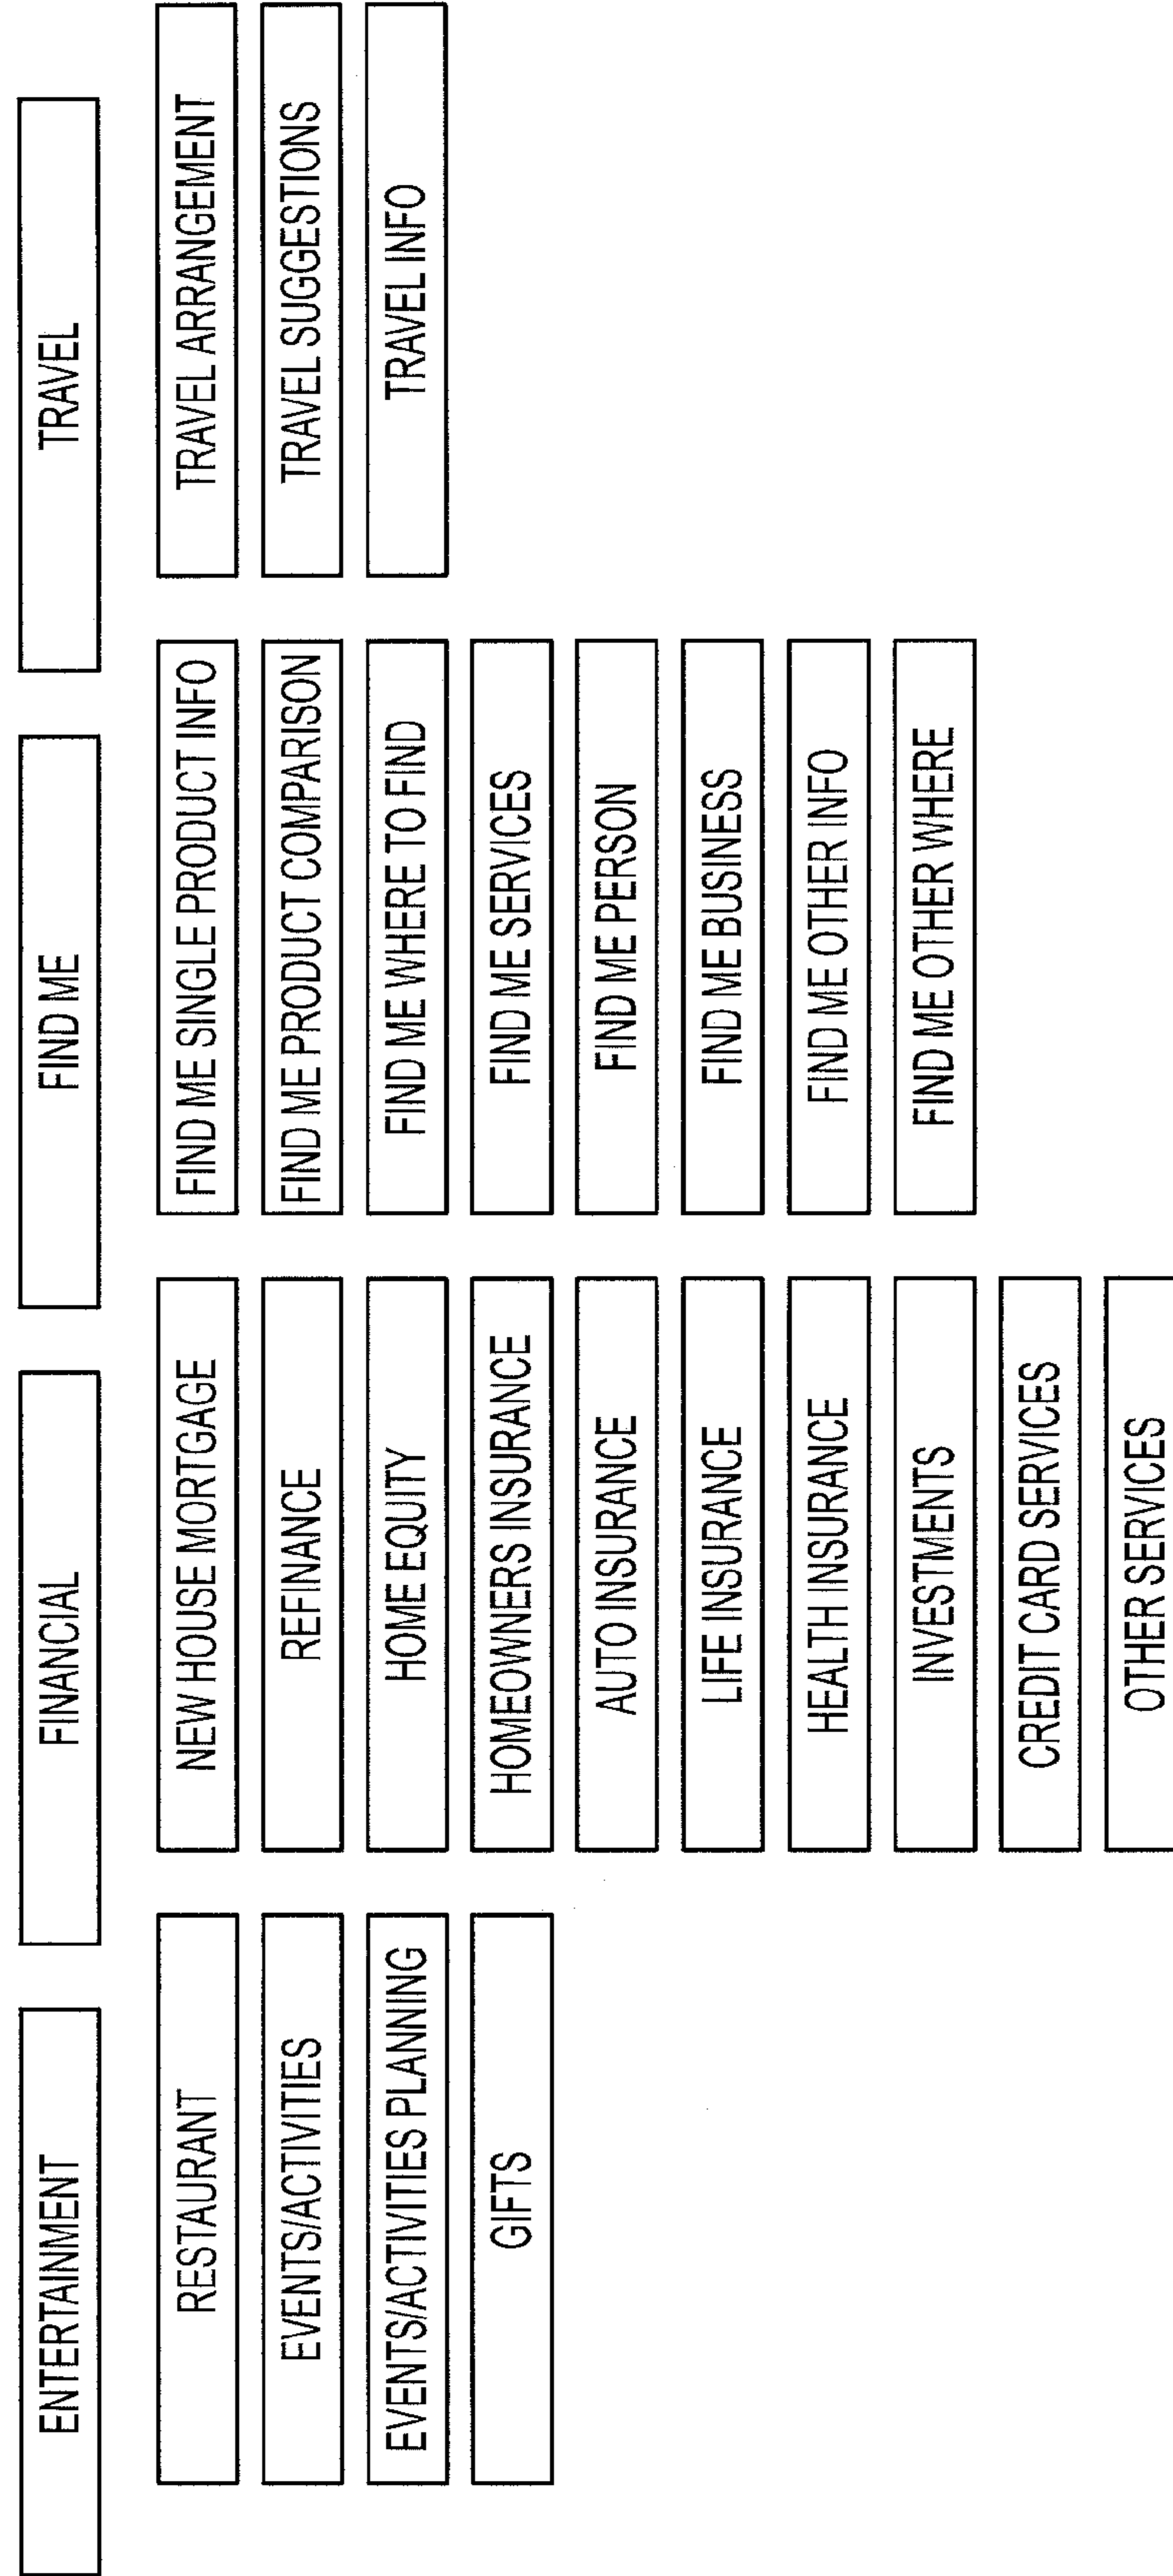 ENTERTAINMENT
FINANCIAL
FIND ME
TRAVEL
RESTAURANT
EVENTS/ACTIVITIES
EVENTS/ACTIVITIES PLANNING
GIFTS
NEW HOUSE MORTGAGE
REFINANCE
HOME EQUITY
HOMEOWNERS INSURANCE
AUTO INSURANCE
LIFE INSURANCE
HEALTH INSURANCE
INVESTMENTS
CREDIT CARD SERVICES
OTHER SERVICES
FIND ME SINGLE PRODUCT INFO
FIND ME PRODUCT COMPARISON
FIND ME WHERE TO FIND
FIND ME SERVICES
FIND ME PERSON
FIND ME BUSINESS
FIND ME OTHER INFO
FIND ME OTHER WHERE
TRAVEL ARRANGEMENT
TRAVEL SUGGESTIONS
TRAVEL INFO